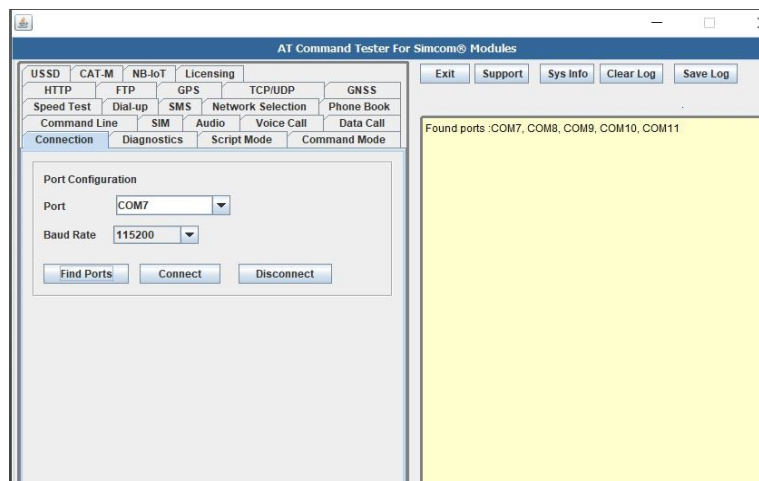 AT Command Tester For Simcom® Modules
USSD CAT-M NB-IoT Licensing
HTTP FTP GPS TCP/UDP GNSS
Speed Test Dial-up SMS Network Selection Phone Book
Command Line SIM Audio Voice Call Data Call
Connection Diagnostics Script Mode Command Mode
Port Configuration
Port COM7
Baud Rate 115200
Find Ports Connect Disconnect
Exit Support Sys Info Clear Log Save Log
Found ports :COM7, COM8, COM9, COM10, COM11